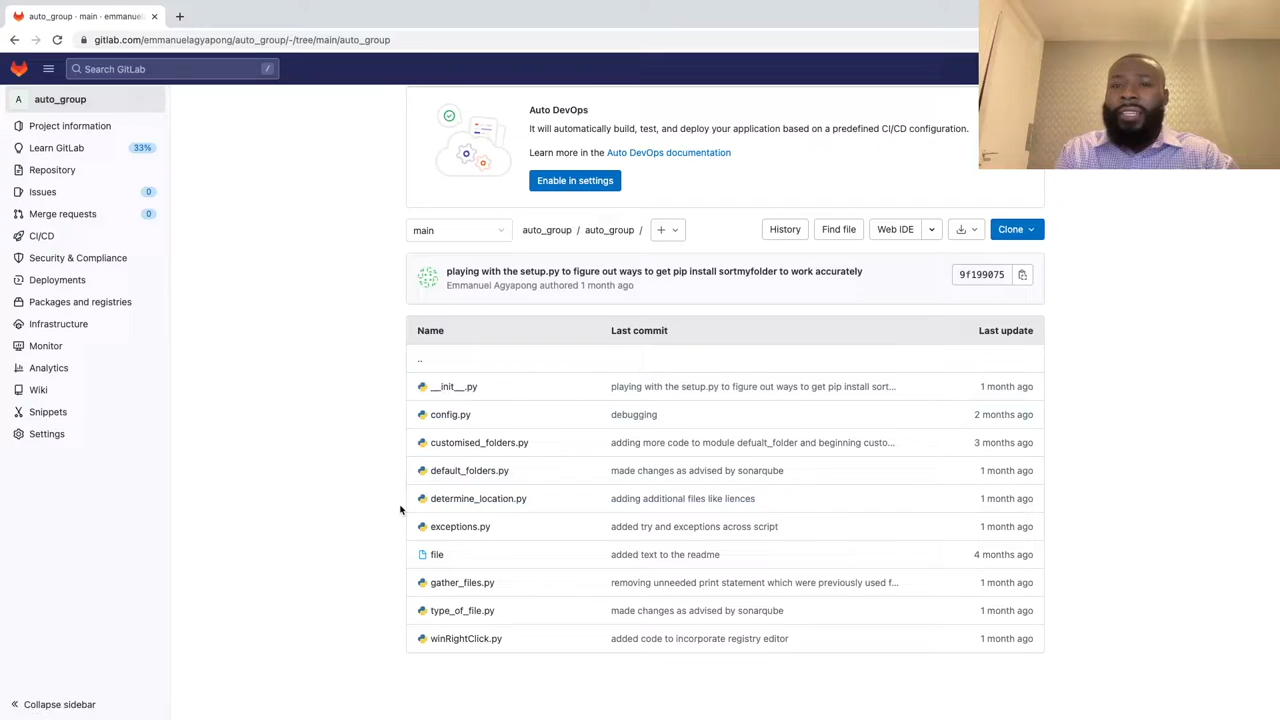 auto_group · main · emmanuel
gitlab.com/emmanuelagyapong/auto_group/-/tree/main/auto_group
Search GitLab /
A auto_group
Project information
Learn GitLab 33%
Repository
Issues 0
Merge requests 0
CI/CD
Security & Compliance
Deployments
Packages and registries
Infrastructure
Monitor
Analytics
Wiki
Snippets
Settings
Collapse sidebar
Auto DevOps
It will automatically build, test, and deploy your application based on a predefined CI/CD configuration.
Learn more in the Auto DevOps documentation
Enable in settings
main auto_group / auto_group / + History Find file Web IDE Clone
playing with the setup.py to figure out ways to get pip install sortmyfolder to work accurately
Emmanuel Agyapong authored 1 month ago
9f199075
Name Last commit Last update
..
__init__.py playing with the setup.py to figure out ways to get pip install sort... 1 month ago
config.py debugging 2 months ago
customised_folders.py adding more code to module defualt_folder and beginning custo... 3 months ago
default_folders.py made changes as advised by sonarqube 1 month ago
determine_location.py adding additional files like liences 1 month ago
exceptions.py added try and exceptions across script 1 month ago
file added text to the readme 4 months ago
gather_files.py removing unneeded print statement which were previously used f... 1 month ago
type_of_file.py made changes as advised by sonarqube 1 month ago
winRightClick.py added code to incorporate registry editor 1 month ago